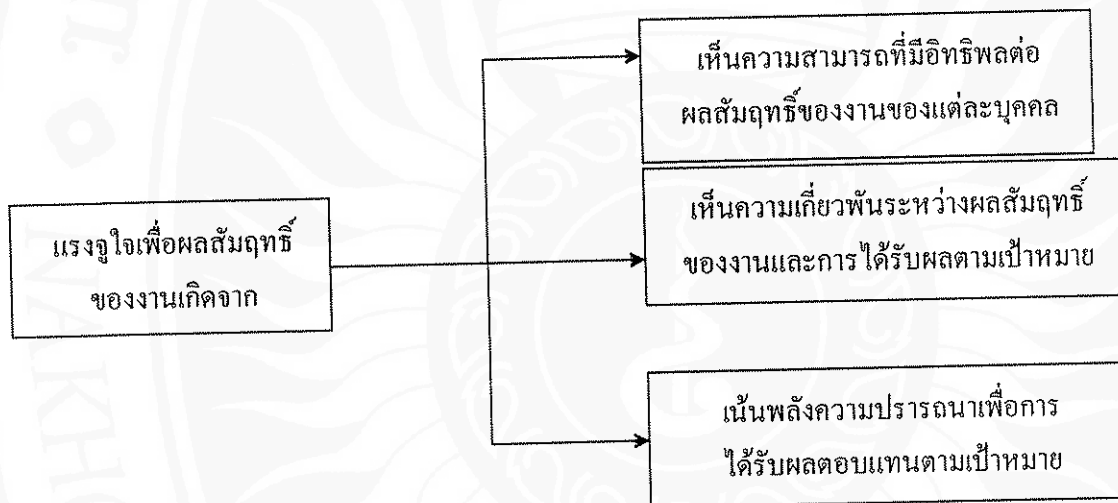 เห็นความสามารถที่มีอิทธิพลต่อ
ผลสัมฤทธิ์ของงานของแต่ละบุคคล
แรงจูใจเพื่อผลสัมฤทธิ์
ของงานเกิดจาก
เห็นความเกี่ยวพันระหว่างผลสัมฤทธิ์
ของงานและการได้รับผลตามเป้าหมาย
เน้นพลังความปรารถนาเพื่อการ
ได้รับผลตอบแทนตามเป้าหมาย